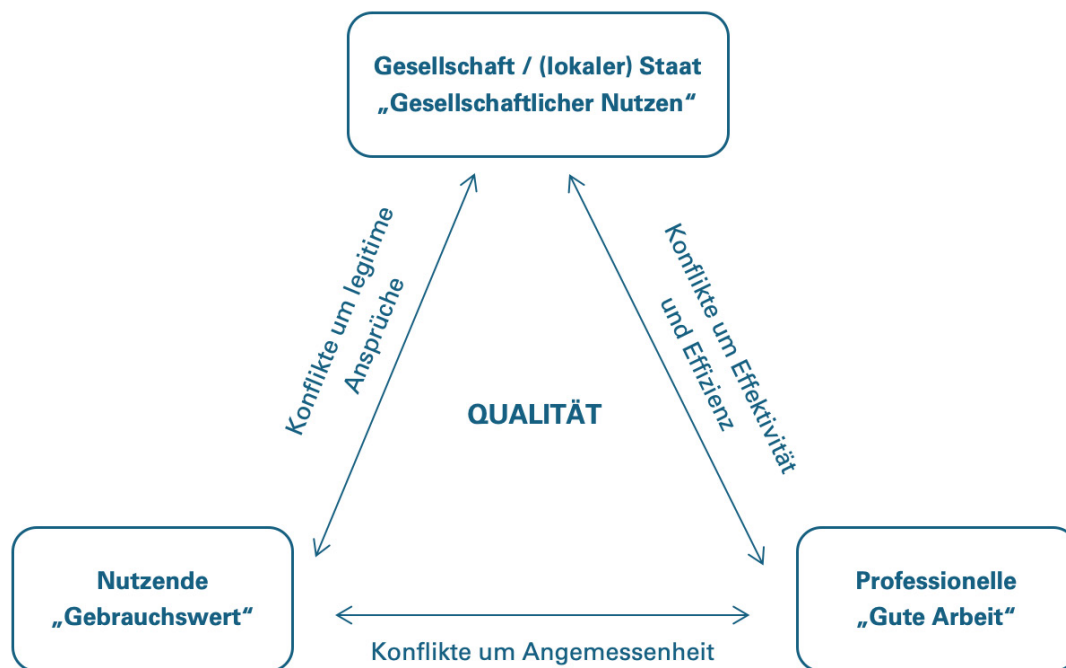 Gesellschaft / (lokaler) Staat
„Gesellschaftlicher Nutzen“
Konflikte um legitime
Ansprüche
Konflikte um Effektivität
und Effizienz
QUALITÄT
Nutzende
„Gebrauchswert“
Professionelle
„Gute Arbeit“
Konflikte um Angemessenheit